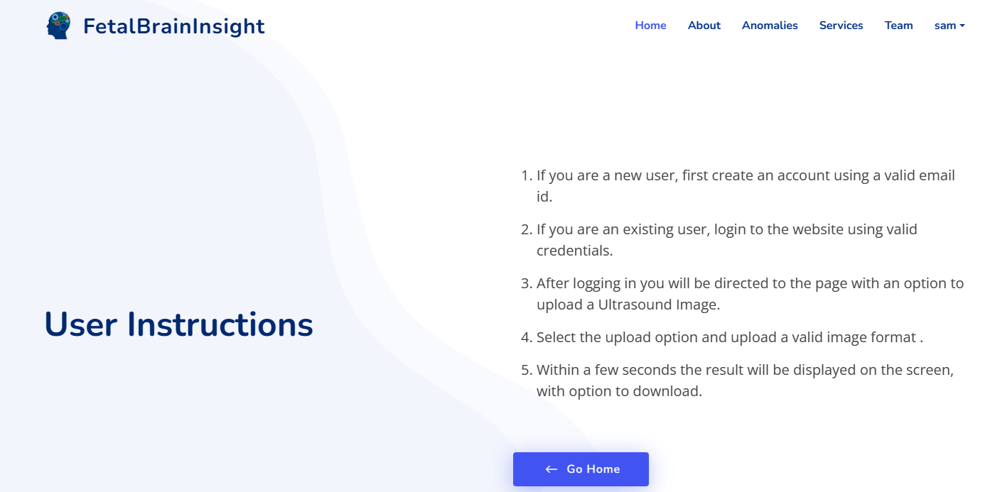 FetalBrainInsight
Home About Anomalies Services Team sam
User Instructions
1. If you are a new user, first create an account using a valid email
id.
2. If you are an existing user, login to the website using valid
credentials.
3. After logging in you will be directed to the page with an option to
upload a Ultrasound Image.
4. Select the upload option and upload a valid image format .
5. Within a few seconds the result will be displayed on the screen,
with option to download.
Go Home